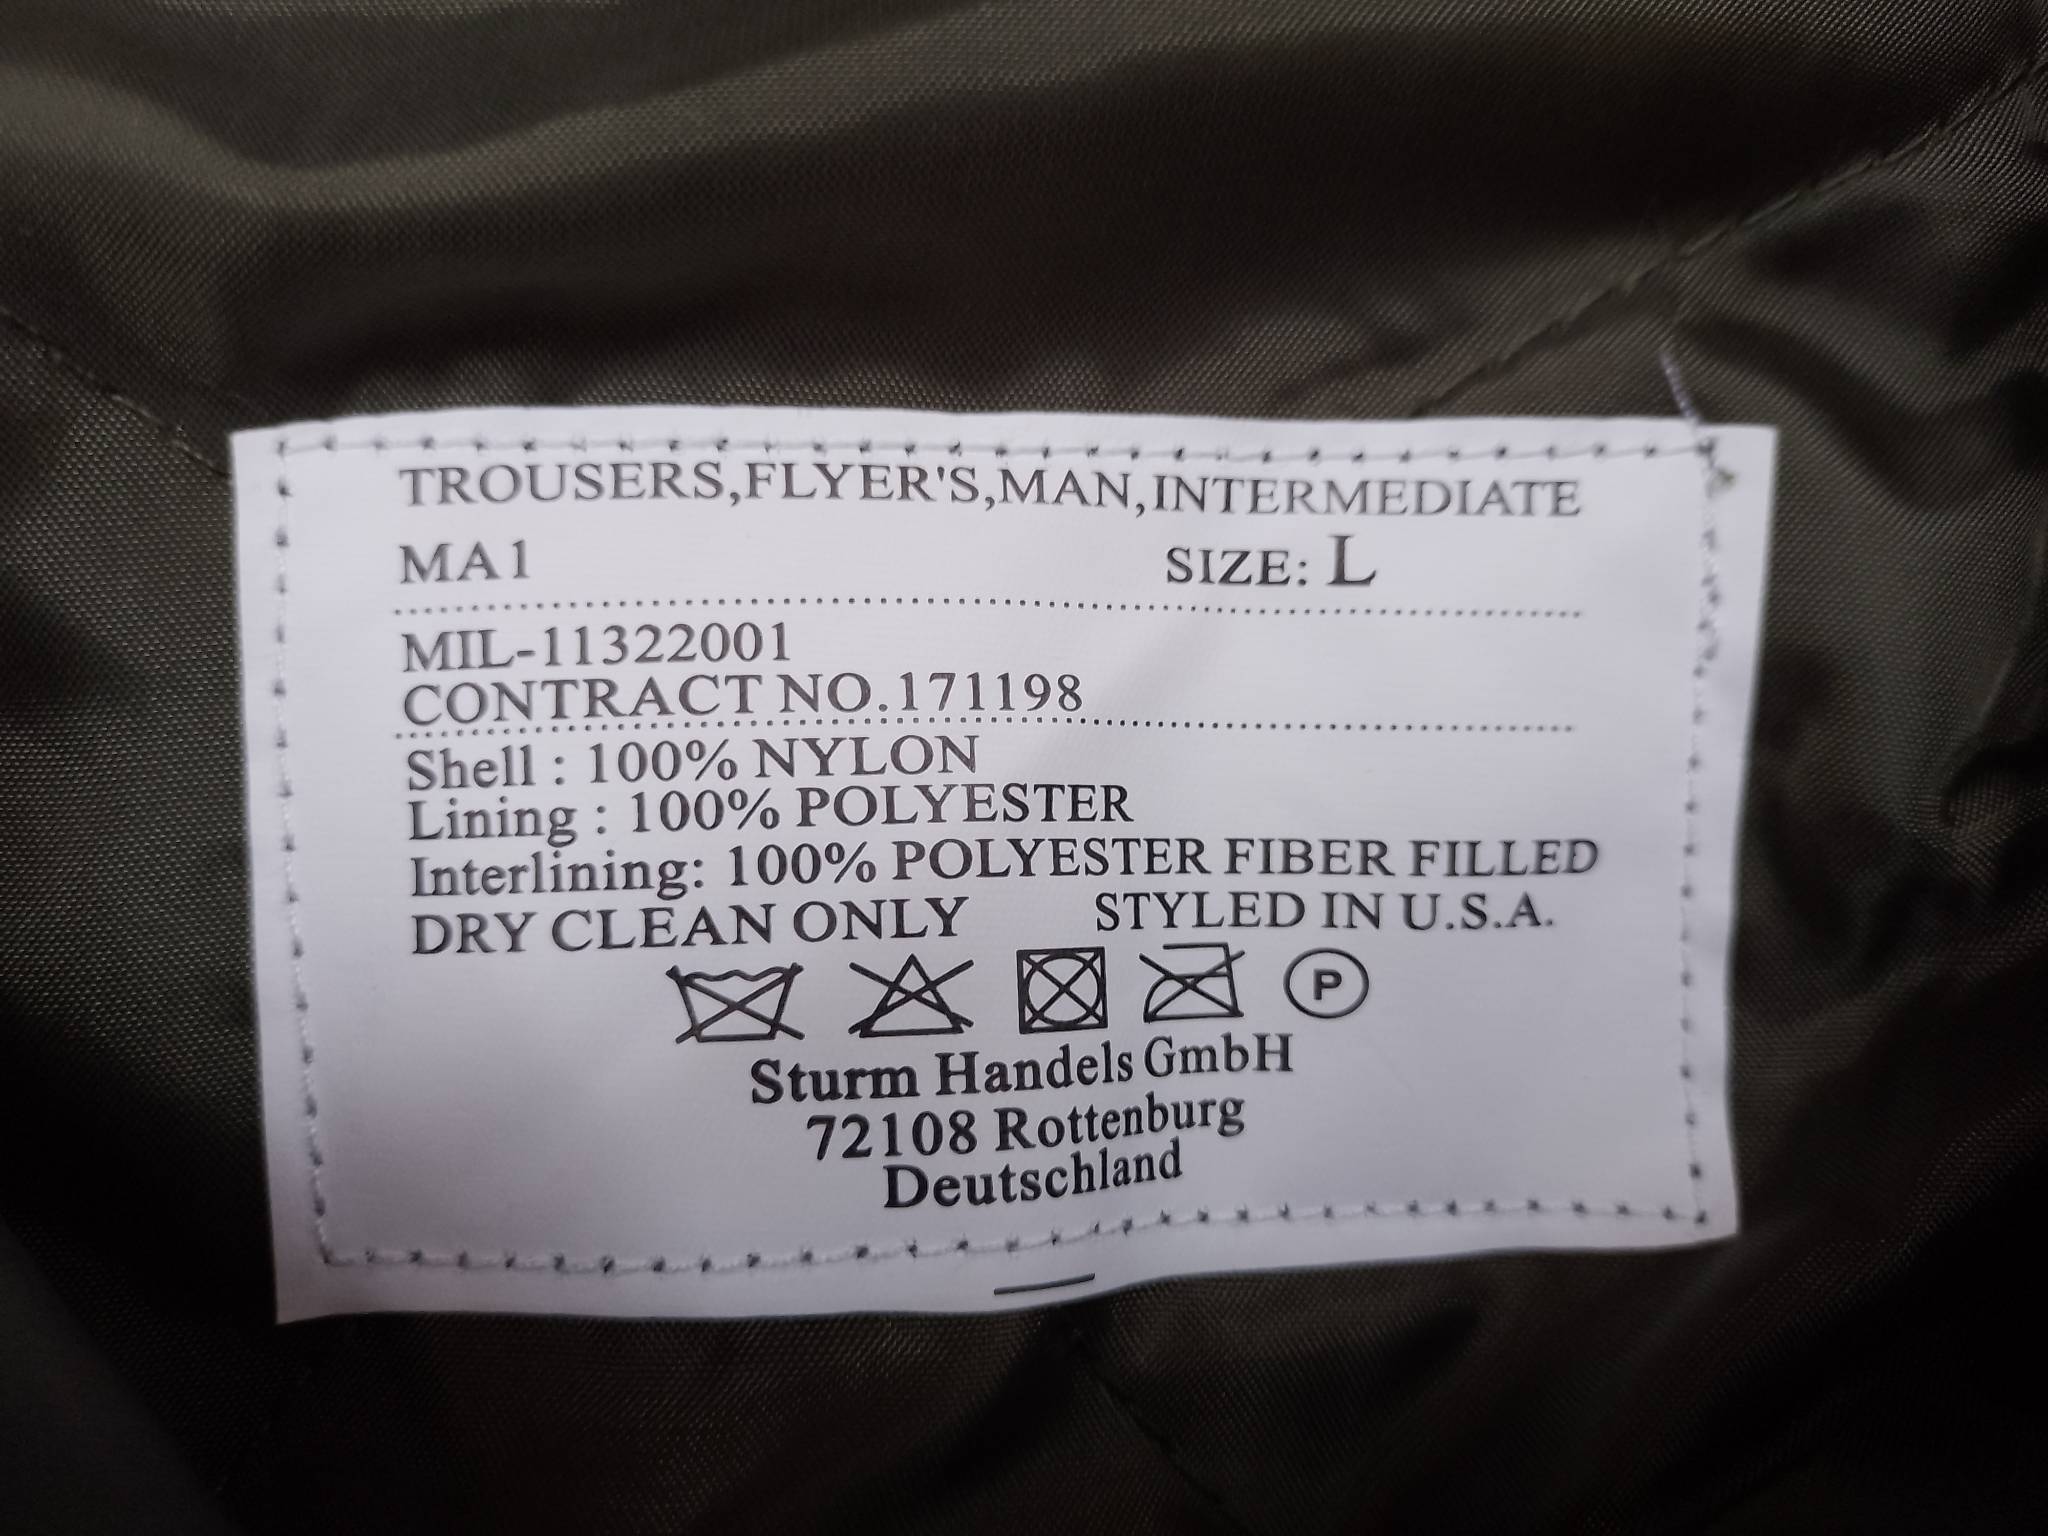 TROUSERS,FLYER'S,MAN,INTERMEDIATE
MA1 SIZE: L
MIL-11322001
CONTRACT NO.171198
Shell : 100% NYLON
Lining : 100% POLYESTER
Interlining: 100% POLYESTER FIBER FILLED
DRY CLEAN ONLY STYLED IN U.S.A.
P
Sturm Handels GmbH
72108 Rottenburg
Deutschland